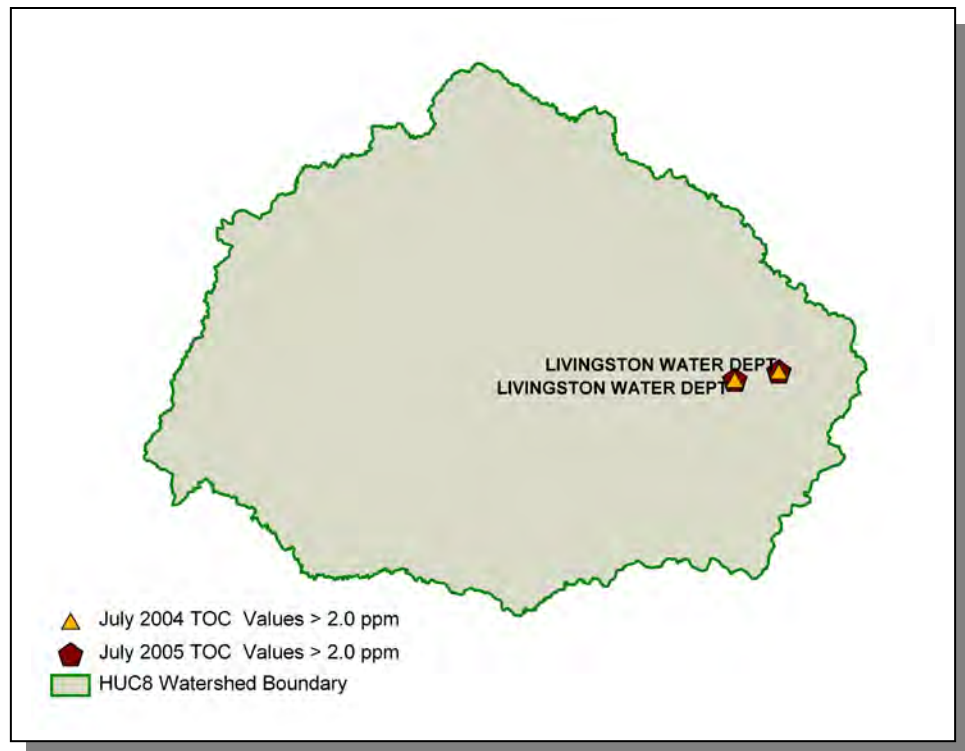 LIVINGSTON WATER DEPT
LIVINGSTON WATER DEPT
July 2004 TOC Values > 2.0 ppm
July 2005 TOC Values > 2.0 ppm
HUC8 Watershed Boundary